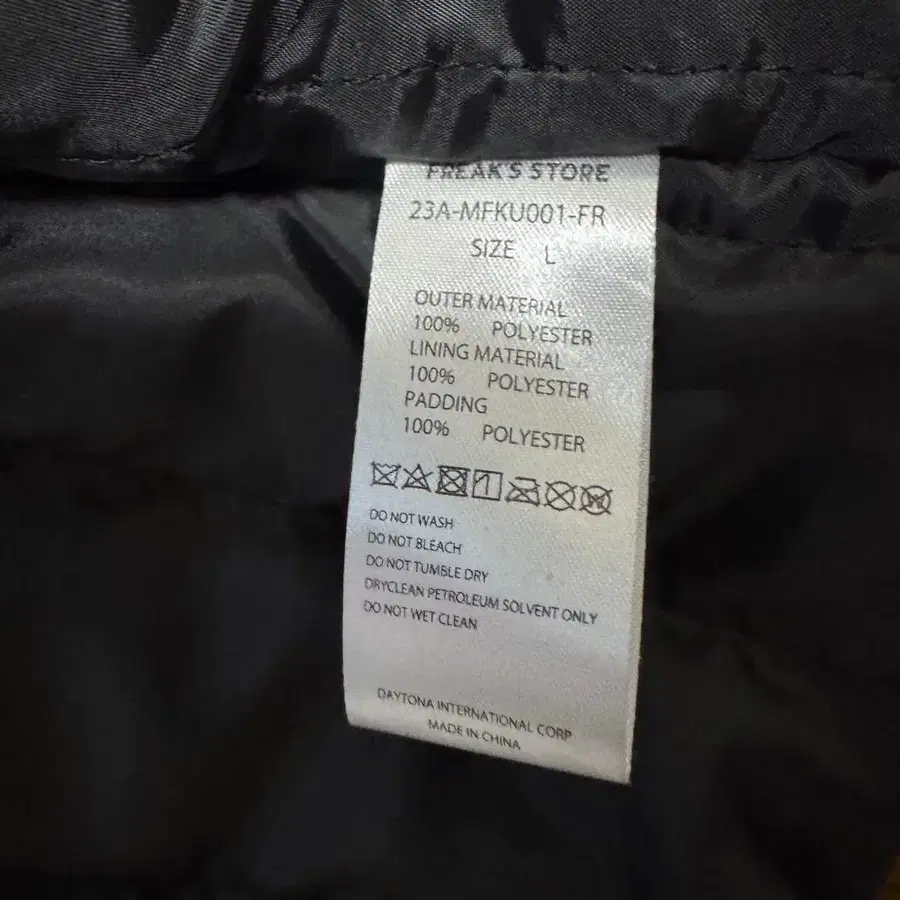 FREAK'S STORE
23A-MFKU001-FR
SIZE L
OUTER MATERIAL
100% POLYESTER
LINING MATERIAL
100% POLYESTER
PADDING
100% POLYESTER
DO NOT WASH
DO NOT BLEACH
DO NOT TUMBLE DRY
DRYCLEAN PETROLEUM SOLVENT ONLY
DO NOT WET CLEAN
DAYTONA INTERNATIONAL CORP
MADE IN CHINA